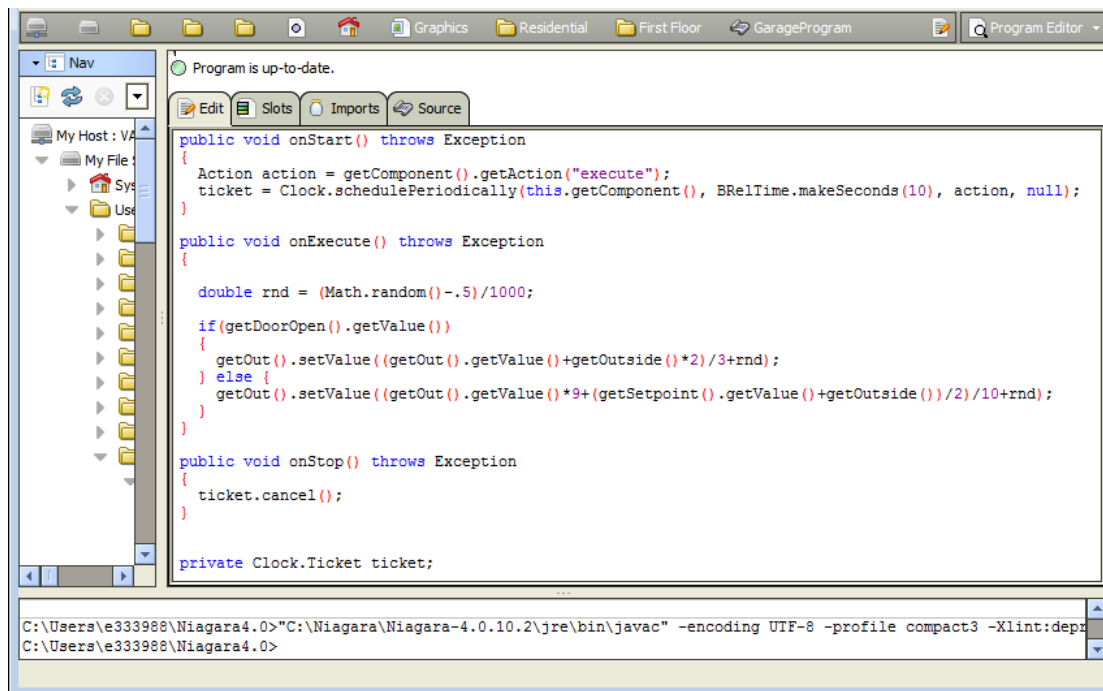 Graphics Residential First Floor GarageProgram Program Editor
Nav
Program is up-to-date.
Edit Slots Imports Source
My Host : VA
My File S
Sys
Use
public void onStart() throws Exception
{
Action action = getComponent().getAction("execute");
ticket = Clock.schedulePeriodically(this.getComponent(), BRelTime.makeSeconds(10), action, null);
}
public void onExecute() throws Exception
{
double rnd = (Math.random()-.5)/1000;
if(getDoorOpen().getValue())
{
getOut().setValue((getOut().getValue()+getOutside()*2)/3+rnd);
} else {
getOut().setValue((getOut().getValue()*9+(getSetpoint().getValue()+getOutside())/2)/10+rnd);
}
}
public void onStop() throws Exception
{
ticket.cancel();
}
private Clock.Ticket ticket;
C:\Users\e333988\Niagara4.0>"C:\Niagara\Niagara-4.0.10.2\jre\bin\javac" -encoding UTF-8 -profile compact3 -Xlint:depr
C:\Users\e333988\Niagara4.0>